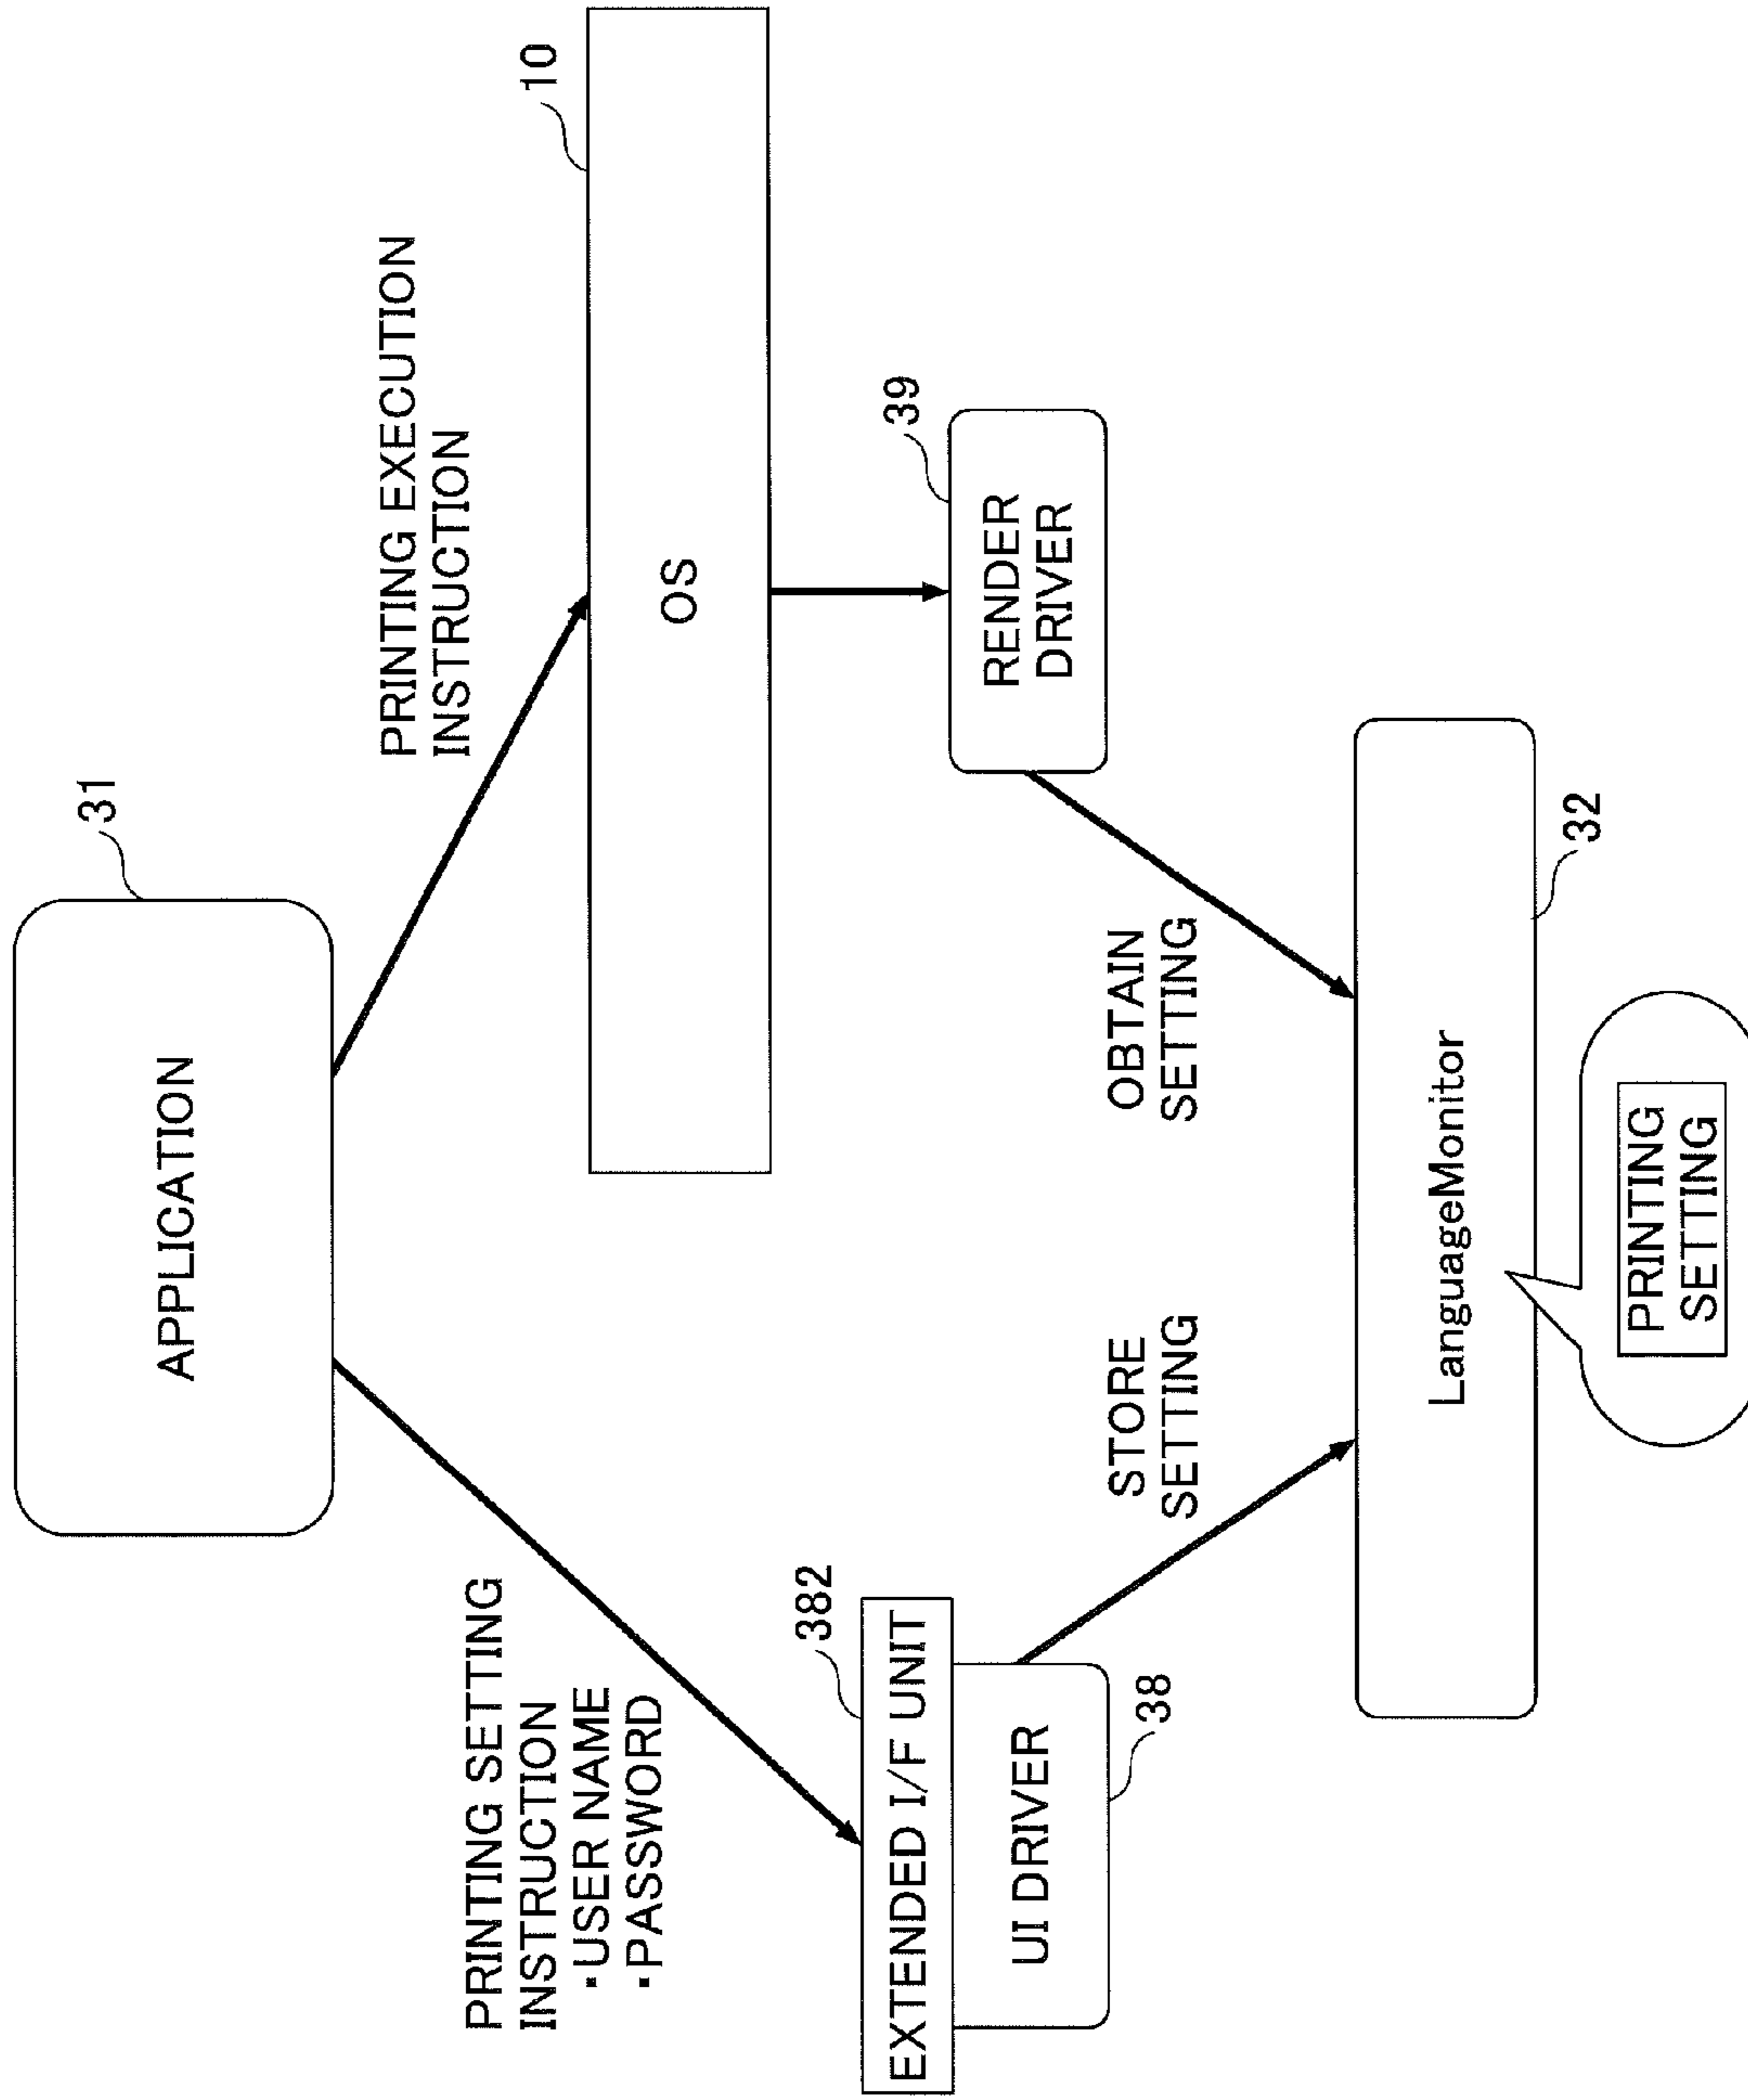 APPLICATION
31
PRINTING SETTING
INSTRUCTION
・USER NAME
・PASSWORD
PRINTING EXECUTION
INSTRUCTION
10
OS
382
EXTENDED I/F UNIT
UI DRIVER
38
39
RENDER
DRIVER
STORE
SETTING
OBTAIN
SETTING
LanguageMonitor
32
PRINTING
SETTING